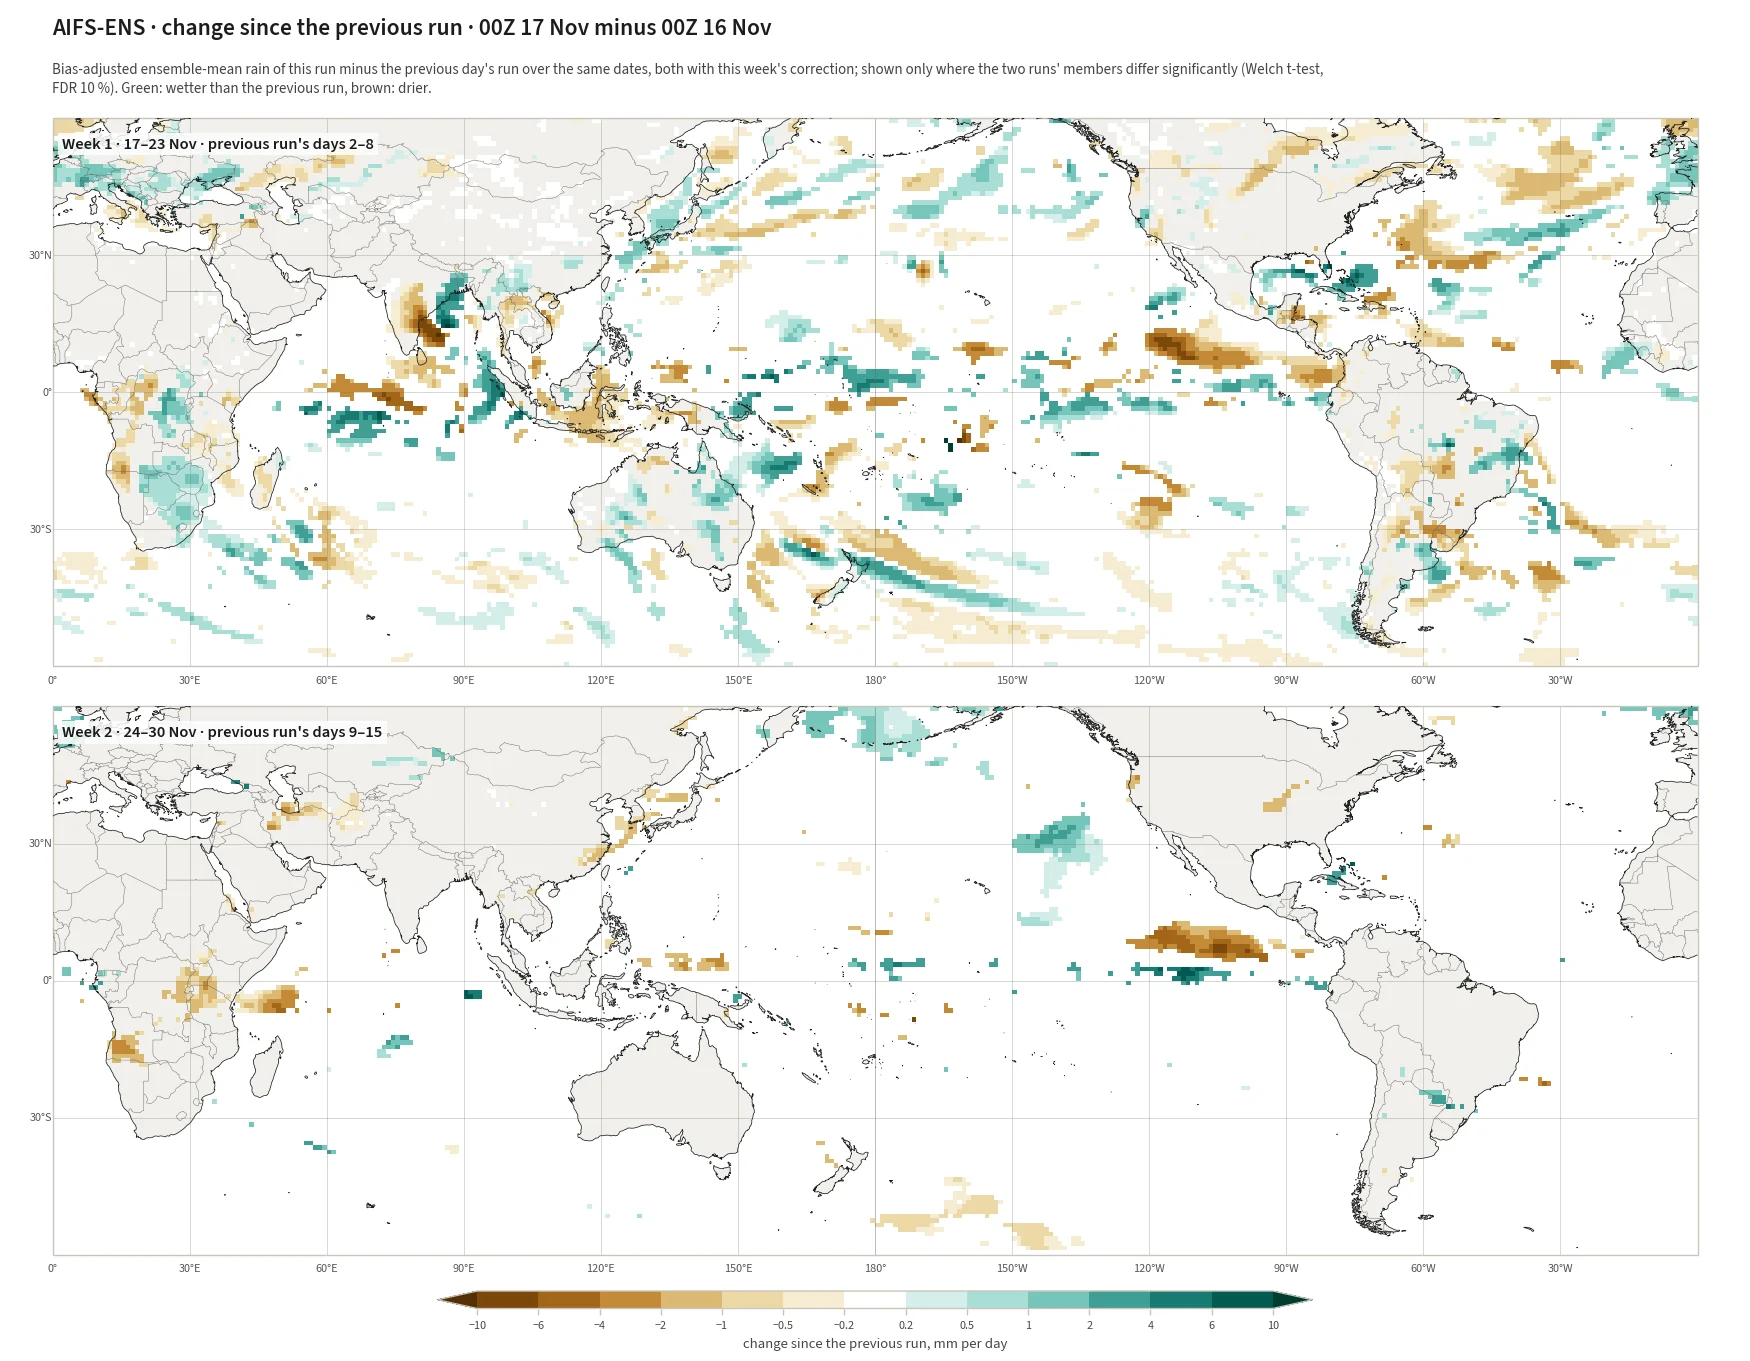 AIFS-ENS · change since the previous run · 00Z 17 Nov minus 00Z 16 Nov
Bias-adjusted ensemble-mean rain of this run minus the previous day's run over the same dates, both with this week's correction; shown only where the two runs' members differ significantly (Welch t-test,
FDR 10 %). Green: wetter than the previous run, brown: drier.
Week 1 · 17–23 Nov · previous run's days 2–8
30°N
0°
30°S
0° 30°E 60°E 90°E 120°E 150°E 180° 150°W 120°W 90°W 60°W 30°W
Week 2 · 24–30 Nov · previous run's days 9–15
30°N
0°
30°S
0° 30°E 60°E 90°E 120°E 150°E 180° 150°W 120°W 90°W 60°W 30°W
−10 −6 −4 −2 −1 −0.5 −0.2 0.2 0.5 1 2 4 6 10
change since the previous run, mm per day